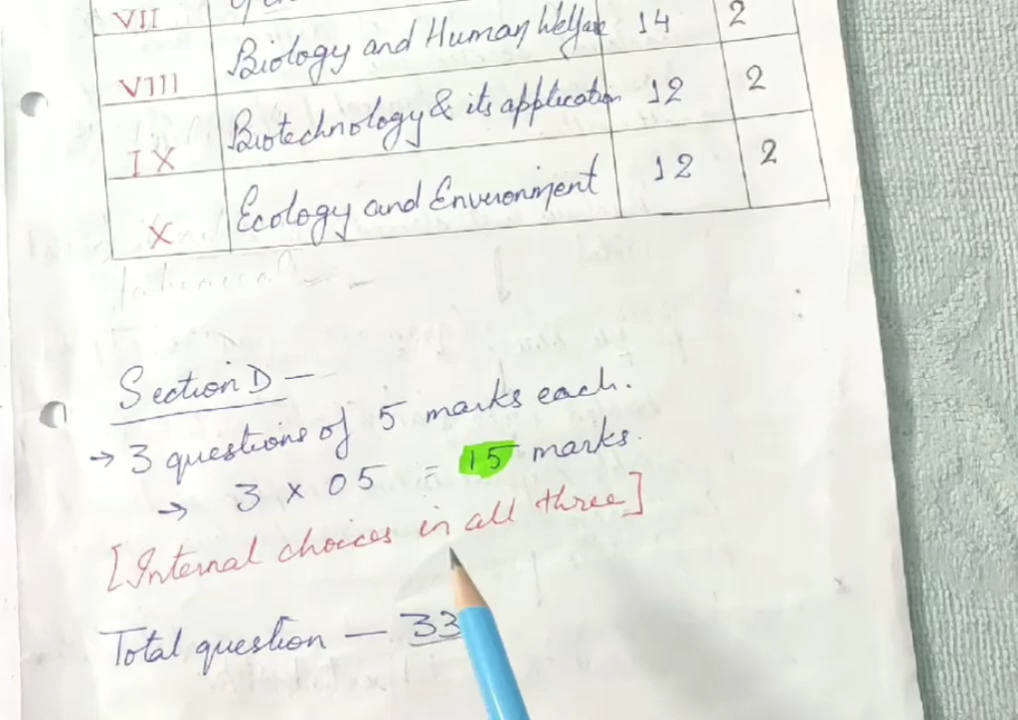 VII
VIII Biology and Human Welfare 14 2
IX Biotechnology & its application 12 2
X Ecology and Environment 12 2
Section D —
→ 3 questions of 5 marks each.
→ 3 × 05 = 15 marks.
[Internal choices in all three]
Total question — 33